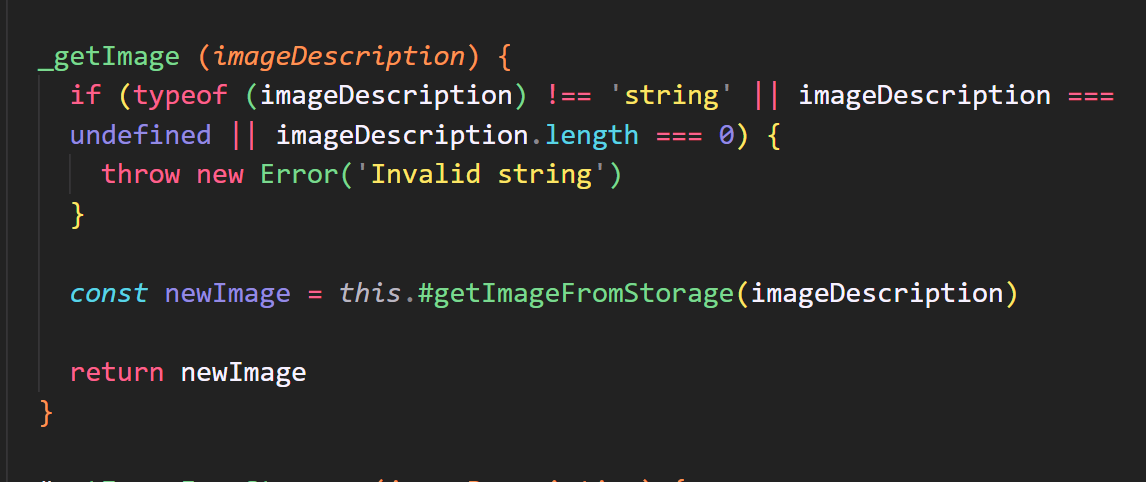 _getImage (imageDescription) {
if (typeof (imageDescription) !== 'string' || imageDescription ===
undefined || imageDescription.length === 0) {
throw new Error('Invalid string')
}
const newImage = this.#getImageFromStorage(imageDescription)
return newImage
}